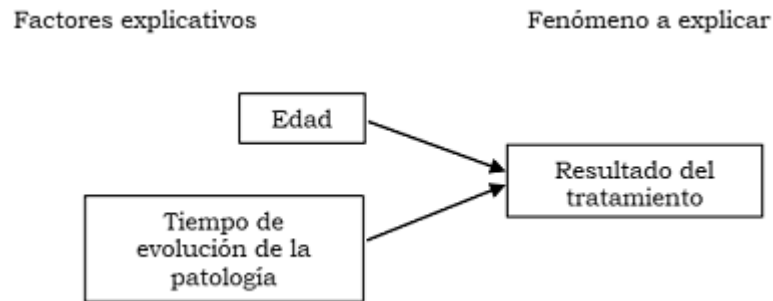 Factores explicativos
Fenómeno a explicar
Edad
Resultado del
tratamiento
Tiempo de
evolución de la
patología